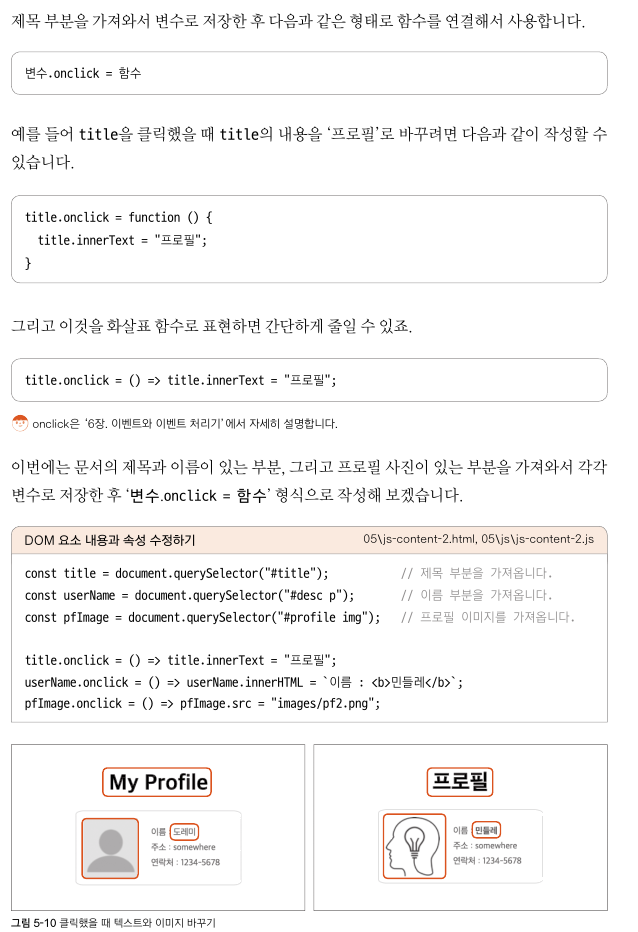 제목 부분을 가져와서 변수로 저장한 후 다음과 같은 형태로 함수를 연결해서 사용합니다.
변수.onclick = 함수
예를 들어 title을 클릭했을 때 title의 내용을 ‘프로필’로 바꾸려면 다음과 같이 작성할 수
있습니다.
title.onclick = function () {
  title.innerText = "프로필";
}
그리고 이것을 화살표 함수로 표현하면 간단하게 줄일 수 있죠.
title.onclick = () => title.innerText = "프로필";
onclick은 ‘6장. 이벤트와 이벤트 처리기’에서 자세히 설명합니다.
이번에는 문서의 제목과 이름이 있는 부분, 그리고 프로필 사진이 있는 부분을 가져와서 각각
변수로 저장한 후 ‘변수.onclick = 함수’ 형식으로 작성해 보겠습니다.
DOM 요소 내용과 속성 수정하기 05\js-content-2.html, 05\js\js-content-2.js
const title = document.querySelector("#title"); // 제목 부분을 가져옵니다.
const userName = document.querySelector("#desc p"); // 이름 부분을 가져옵니다.
const pfImage = document.querySelector("#profile img"); // 프로필 이미지를 가져옵니다.
title.onclick = () => title.innerText = "프로필";
userName.onclick = () => userName.innerHTML = `이름 : <b>민들레</b>`;
pfImage.onclick = () => pfImage.src = "images/pf2.png";
My Profile
이름 : 도레미
주소 : somewhere
연락처 : 1234-5678
프로필
이름 : 민들레
주소 : somewhere
연락처 : 1234-5678
그림 5-10 클릭했을 때 텍스트와 이미지 바꾸기